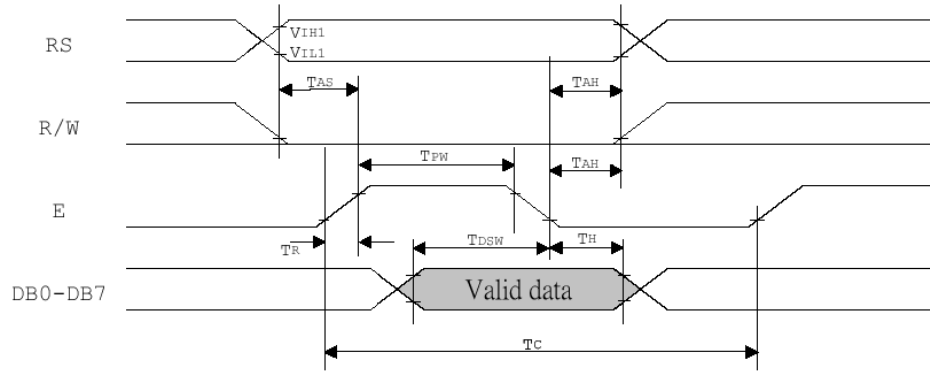 RS
VIH1
VIL1
TAS
TAH
R/W
TPW
TAH
E
TR
TDSW
TH
DB0-DB7
Valid data
TC